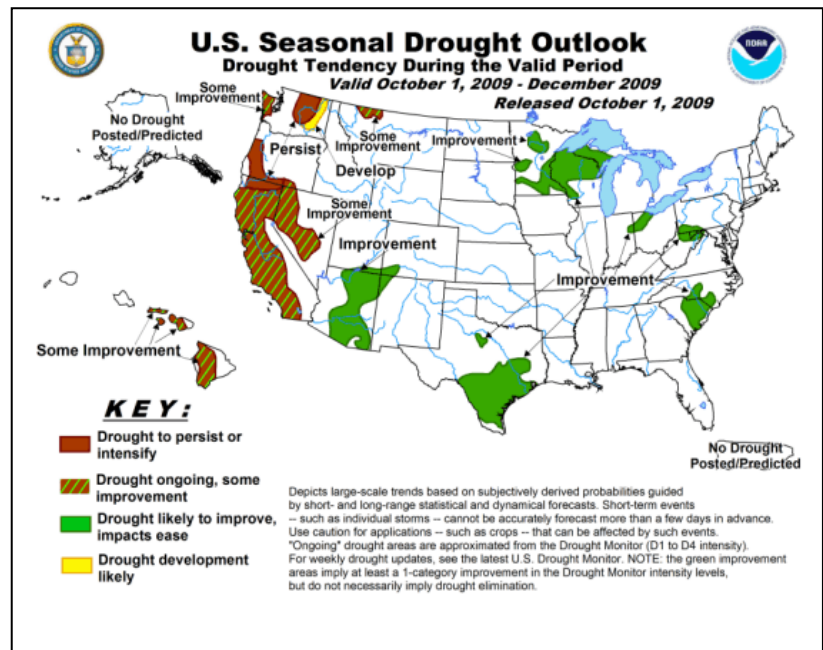 U.S. Seasonal Drought Outlook
Drought Tendency During the Valid Period
Valid October 1, 2009 - December 2009
Released October 1, 2009
NOAA
Some
Improvement
No Drought
Posted/Predicted
Persist
Develop
Some
Improvement
Improvement
Some
Improvement
Improvement
Improvement
Some Improvement
No Drought
Posted/Predicted
KEY:
Drought to persist or
intensify
Drought ongoing, some
improvement
Drought likely to improve,
impacts ease
Drought development
likely
Depicts large-scale trends based on subjectively derived probabilities guided
by short- and long-range statistical and dynamical forecasts. Short-term events
-- such as individual storms -- cannot be accurately forecast more than a few days in advance.
Use caution for applications -- such as crops -- that can be affected by such events.
"Ongoing" drought areas are approximated from the Drought Monitor (D1 to D4 intensity).
For weekly drought updates, see the latest U.S. Drought Monitor. NOTE: the green improvement
areas imply at least a 1-category improvement in the Drought Monitor intensity levels,
but do not necessarily imply drought elimination.